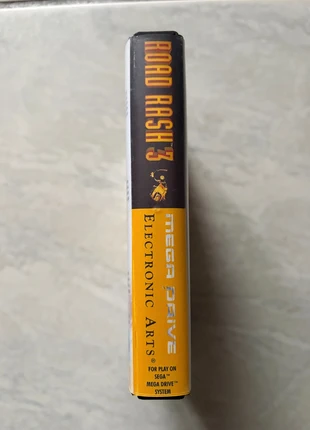 ROAD RASH 3
MEGA DRIVE
ELECTRONIC ARTS®
FOR PLAY ON
SEGA™
MEGA DRIVE™
SYSTEM